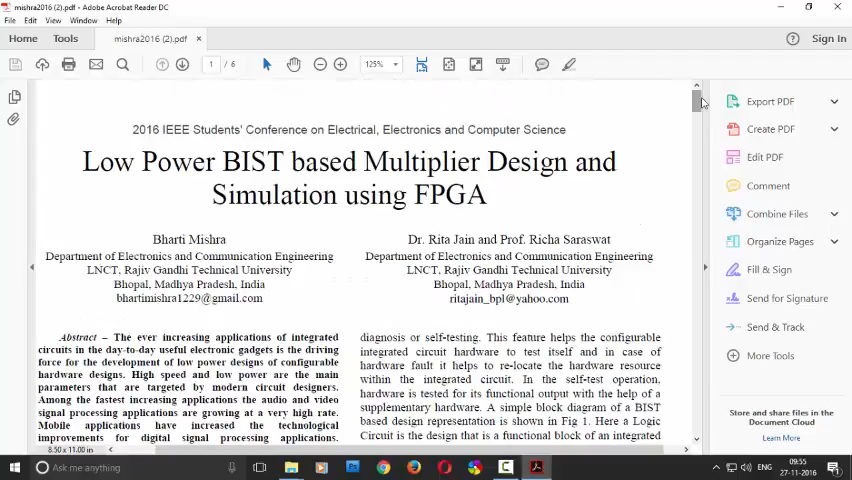 mishra2016 (2).pdf - Adobe Acrobat Reader DC
File Edit View Window Help
Home Tools mishra2016 (2).pdf × Sign In
1 / 6 125%
2016 IEEE Students' Conference on Electrical, Electronics and Computer Science
Low Power BIST based Multiplier Design and
Simulation using FPGA
Bharti Mishra
Department of Electronics and Communication Engineering
LNCT, Rajiv Gandhi Technical University
Bhopal, Madhya Pradesh, India
bhartimishra1229@gmail.com
Dr. Rita Jain and Prof. Richa Saraswat
Department of Electronics and Communication Engineering
LNCT, Rajiv Gandhi Technical University
Bhopal, Madhya Pradesh, India
ritajain_bpl@yahoo.com
Abstract – The ever increasing applications of integrated
circuits in the day-to-day useful electronic gadgets is the driving
force for the development of low power designs of configurable
hardware designs. High speed and low power are the main
parameters that are targeted by modern circuit designers.
Among the fastest increasing applications the audio and video
signal processing applications are growing at a very high rate.
Mobile applications have increased the technological
improvements for digital signal processing applications.
diagnosis or self-testing. This feature helps the configurable
integrated circuit hardware to test itself and in case of
hardware fault it helps to re-locate the hardware resource
within the integrated circuit. In the self-test operation,
hardware is tested for its functional output with the help of a
supplementary hardware. A simple block diagram of a BIST
based design representation is shown in Fig 1. Here a Logic
Circuit is the design that is a functional block of an integrated
8.50 x 11.00 in
Export PDF
Create PDF
Edit PDF
Comment
Combine Files
Organize Pages
Fill & Sign
Send for Signature
Send & Track
More Tools
Store and share files in the
Document Cloud
Learn More
Ask me anything
ENG
09:55
27-11-2016